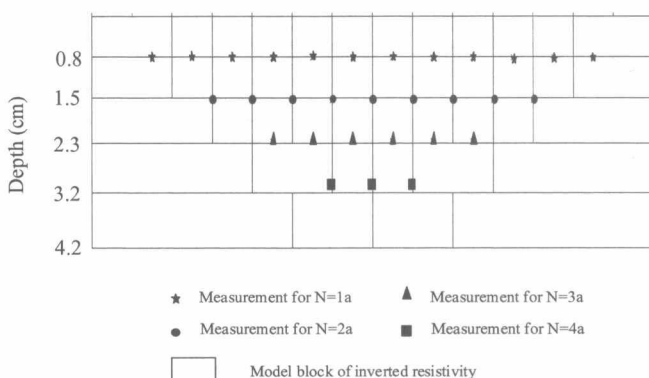 0.8
1.5
2.3
3.2
4.2
Depth (cm)
Measurement for N=1a
Measurement for N=3a
Measurement for N=2a
Measurement for N=4a
Model block of inverted resistivity